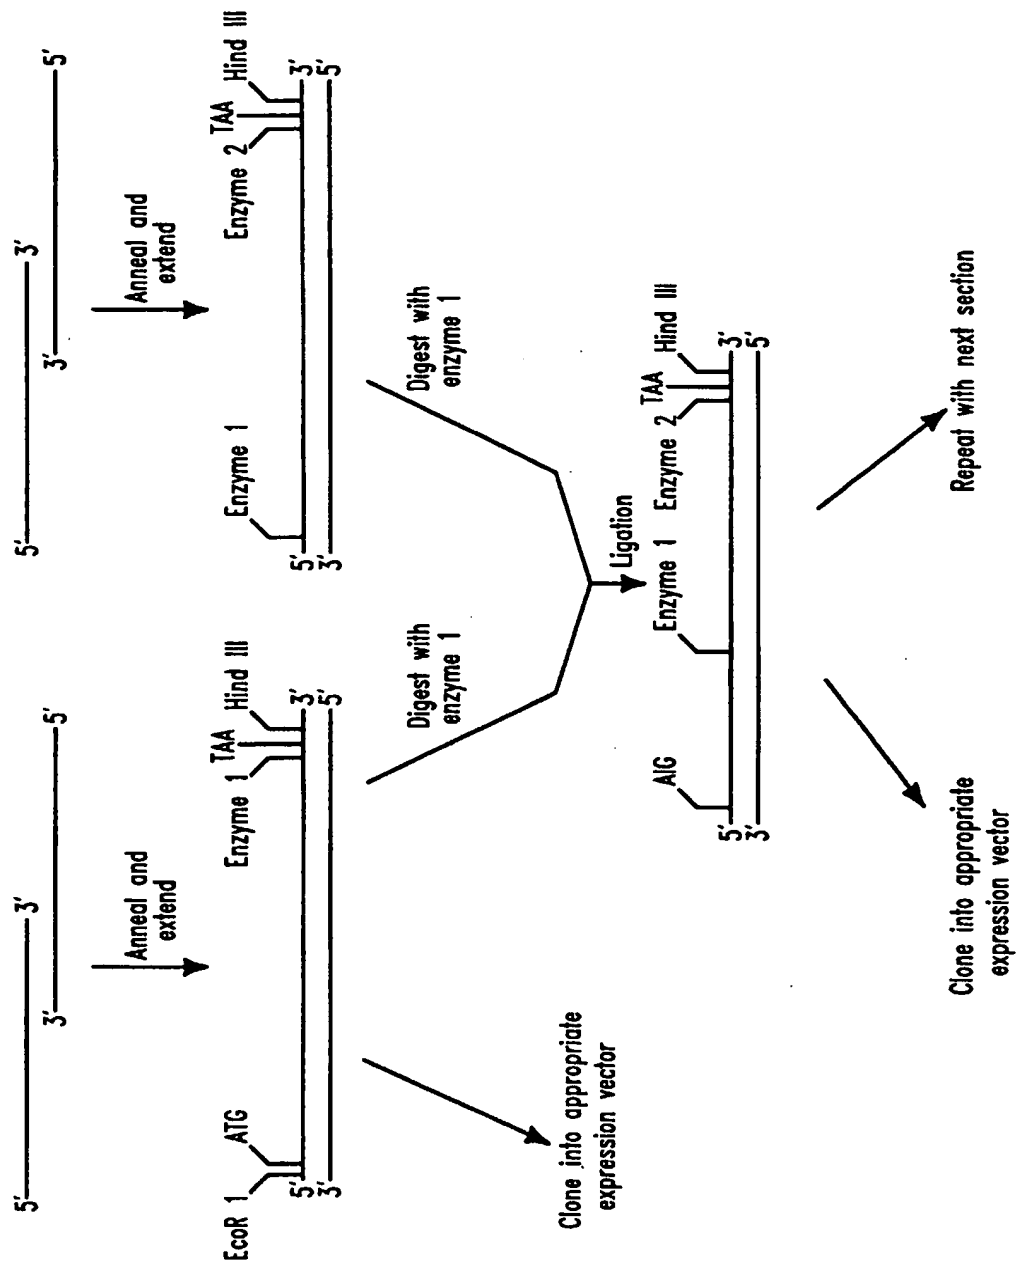 5'
3'
5'
3'
3'
5'
3'
5'
Anneal and
extend
Anneal and
extend
EcoR 1
ATG
Enzyme 1
TAA
Hind III
Enzyme 1
Enzyme 2
TAA
Hind III
5'
3'
5'
3'
3'
5'
3'
5'
Digest with
enzyme 1
Digest with
enzyme 1
Clone into appropriate
expression vector
Ligation
ATG
Enzyme 1
Enzyme 2
TAA
Hind III
5'
3'
3'
5'
Clone into appropriate
expression vector
Repeat with next section